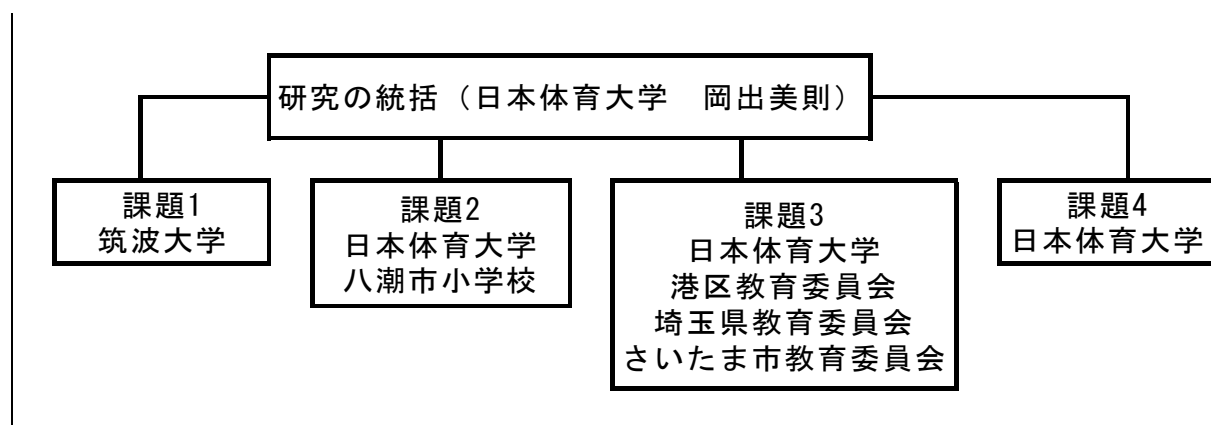 研究の統括（日本体育大学　岡出美則）
課題1
筑波大学
課題2
日本体育大学
八潮市小学校
課題3
日本体育大学
港区教育委員会
埼玉県教育委員会
さいたま市教育委員会
課題4
日本体育大学